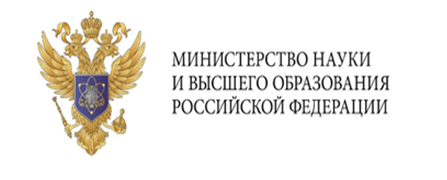 МИНИСТЕРСТВО НАУКИ
И ВЫСШЕГО ОБРАЗОВАНИЯ
РОССИЙСКОЙ ФЕДЕРАЦИИ